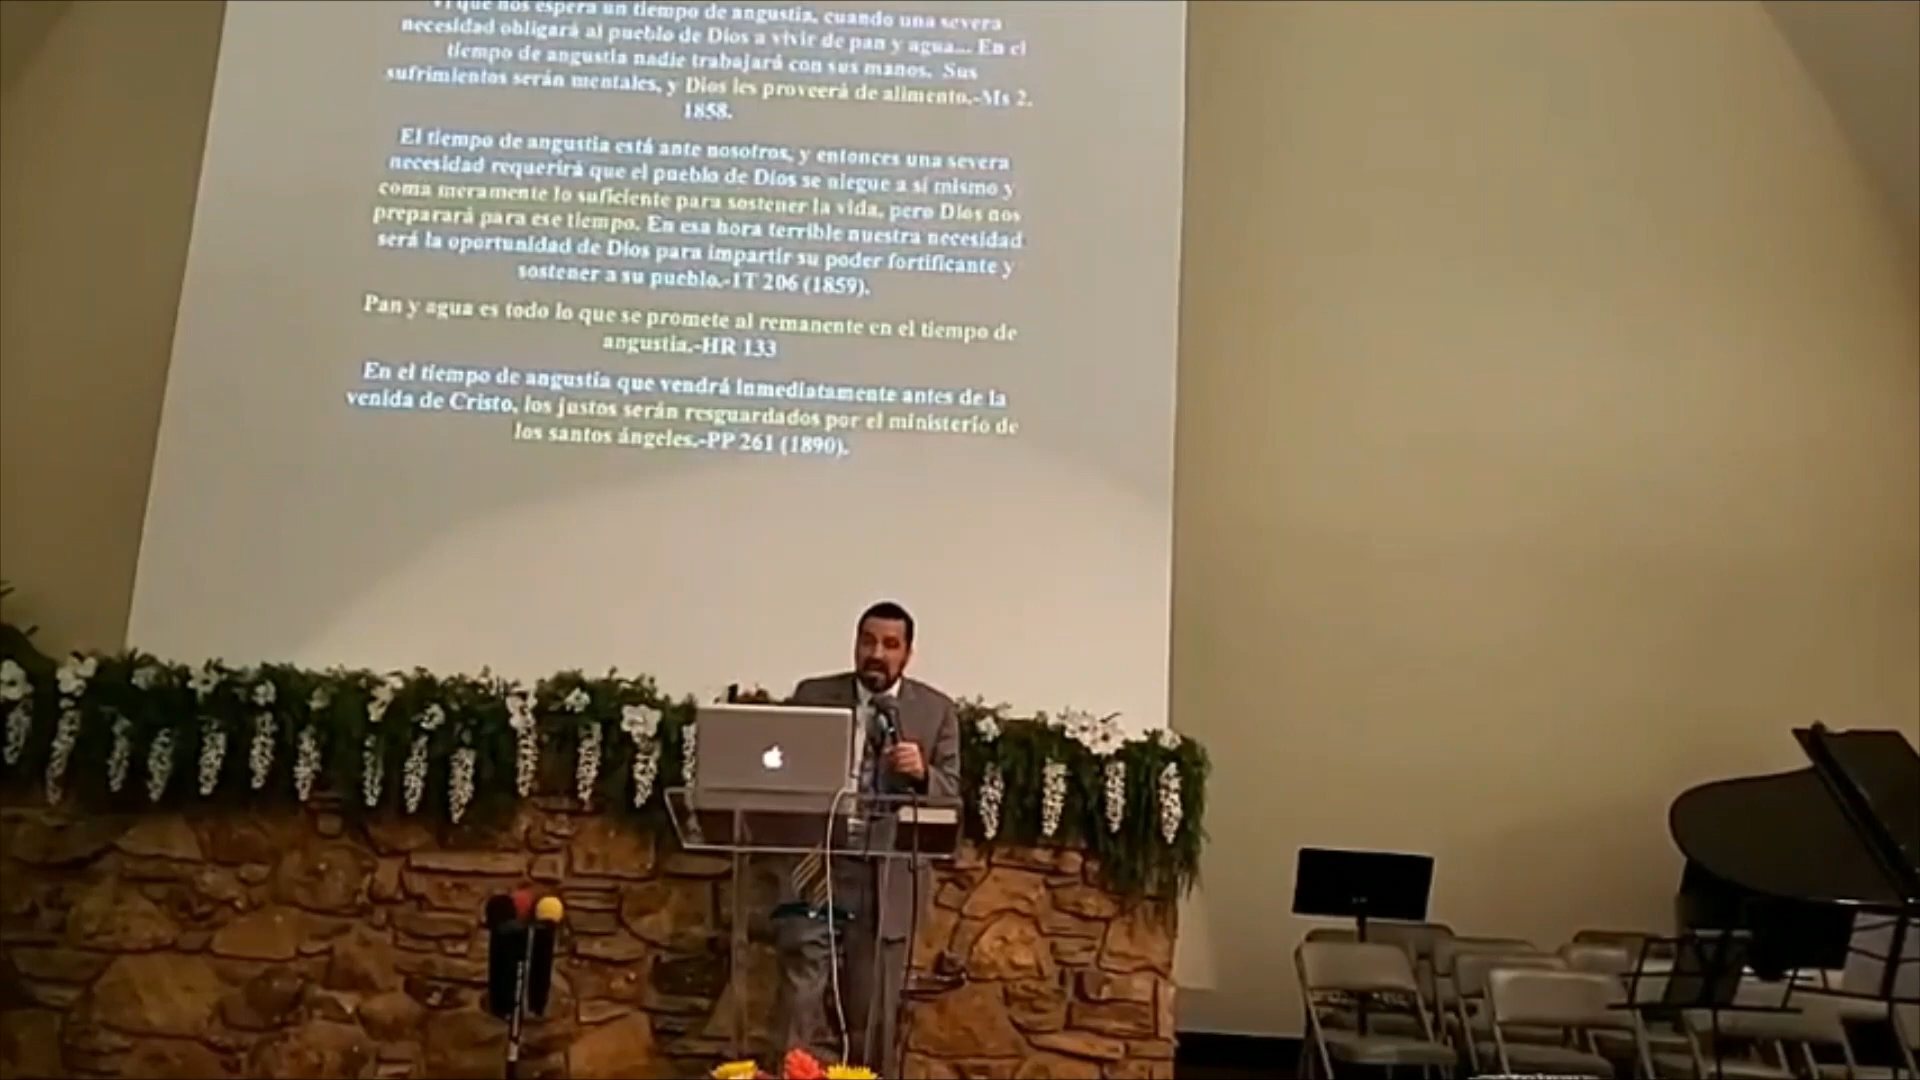 Vi que nos espera un tiempo de angustia, cuando una severa
necesidad obligará al pueblo de Dios a vivir de pan y agua... En el
tiempo de angustia nadie trabajará con sus manos. Sus
sufrimientos serán mentales, y Dios les proveerá de alimento.-Ms 2,
1858.
El tiempo de angustia está ante nosotros, y entonces una severa
necesidad requerirá que el pueblo de Dios se niegue a sí mismo y
coma meramente lo suficiente para sostener la vida, pero Dios nos
preparará para ese tiempo. En esa hora terrible nuestra necesidad
será la oportunidad de Dios para impartir su poder fortificante y
sostener a su pueblo.-1T 206 (1859).
Pan y agua es todo lo que se promete al remanente en el tiempo de
angustia.-HR 133
En el tiempo de angustia que vendrá inmediatamente antes de la
venida de Cristo, los justos serán resguardados por el ministerio de
los santos ángeles.-PP 261 (1890).